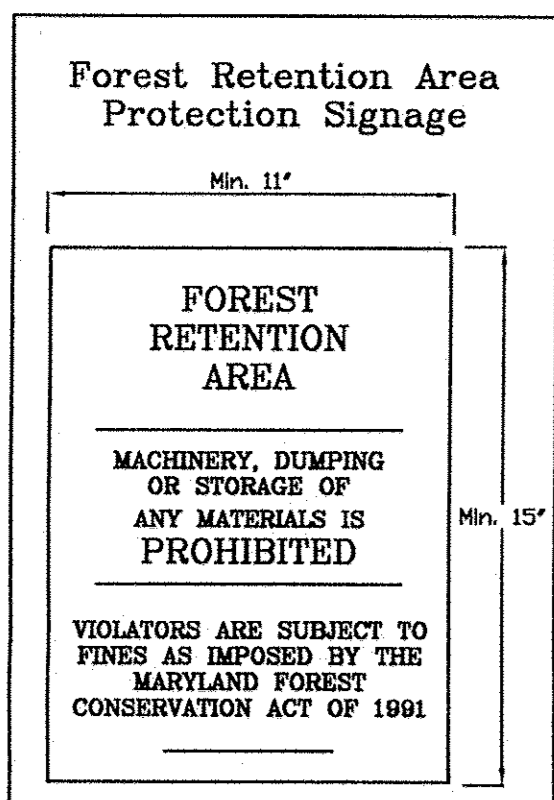 Forest Retention Area
Protection Signage
Min. 11"
FOREST
RETENTION
AREA
MACHINERY, DUMPING
OR STORAGE OF
ANY MATERIALS IS
PROHIBITED
Min. 15"
VIOLATORS ARE SUBJECT TO
FINES AS IMPOSED BY THE
MARYLAND FOREST
CONSERVATION ACT OF 1991